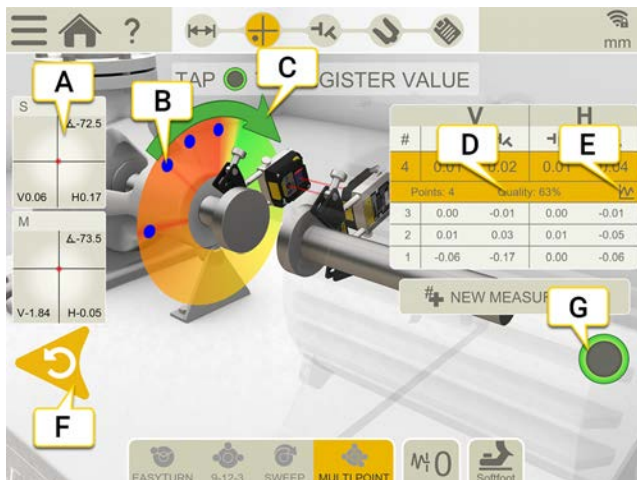 ?
mm
TAP GISTER VALUE
A
B
C
D
E
F
G
S
-72.5
V0.06 H0.17
M
-73.5
V-1.84 H-0.05
V H
#
4 0.01 0.02 0.01 0.04
Points: 4 Quality: 63%
3 0.00 -0.01 0.00 -0.01
2 0.01 0.03 0.01 -0.05
1 -0.06 -0.17 0.00 -0.06
# NEW MEASU
EASYTURN 9-12-3 SWEEP MULTIPOINT
0
Softfoot